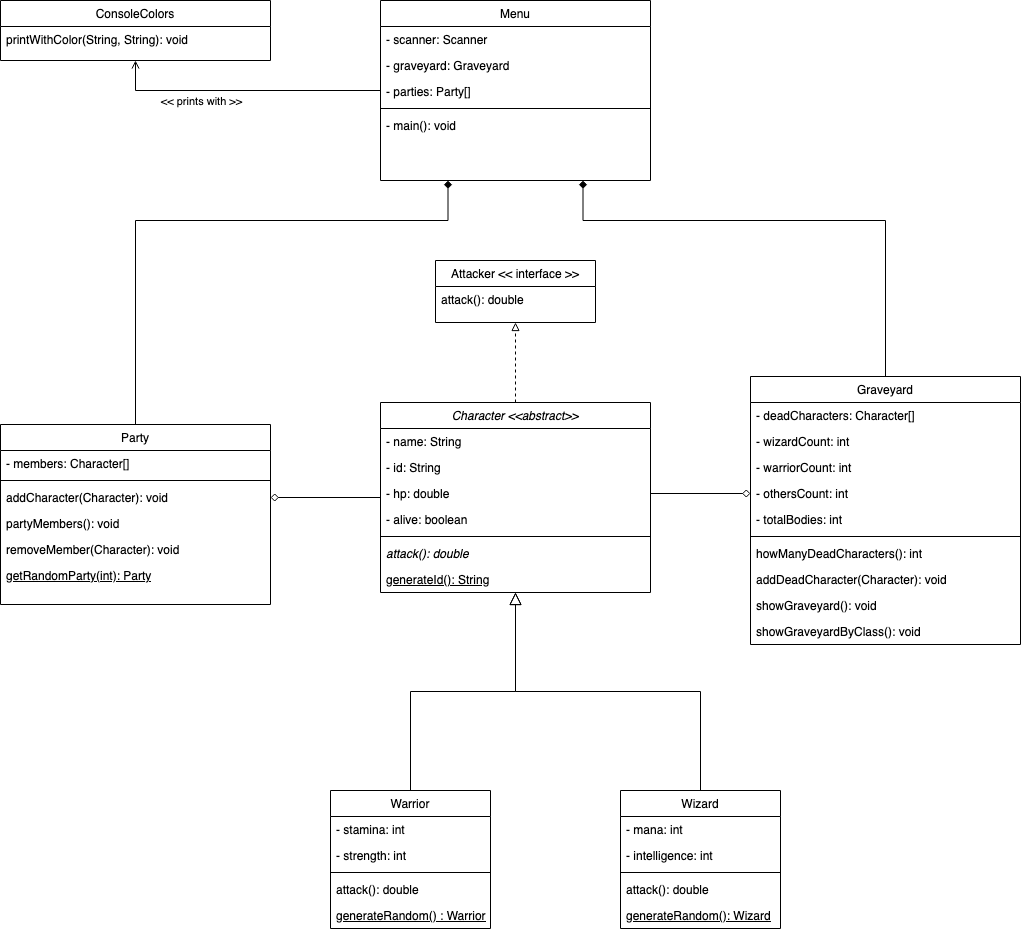 ConsoleColors
printWithColor(String, String): void
<< prints with >>
Menu
- scanner: Scanner
- graveyard: Graveyard
- parties: Party[]
- main(): void
Attacker << interface >>
attack(): double
Party
- members: Character[]
addCharacter(Character): void
partyMembers(): void
removeMember(Character): void
getRandomParty(int): Party
Character <<abstract>>
- name: String
- id: String
- hp: double
- alive: boolean
attack(): double
generateId(): String
Graveyard
- deadCharacters: Character[]
- wizardCount: int
- warriorCount: int
- othersCount: int
- totalBodies: int
howManyDeadCharacters(): int
addDeadCharacter(Character): void
showGraveyard(): void
showGraveyardByClass(): void
Warrior
- stamina: int
- strength: int
attack(): double
generateRandom() : Warrior
Wizard
- mana: int
- intelligence: int
attack(): double
generateRandom(): Wizard